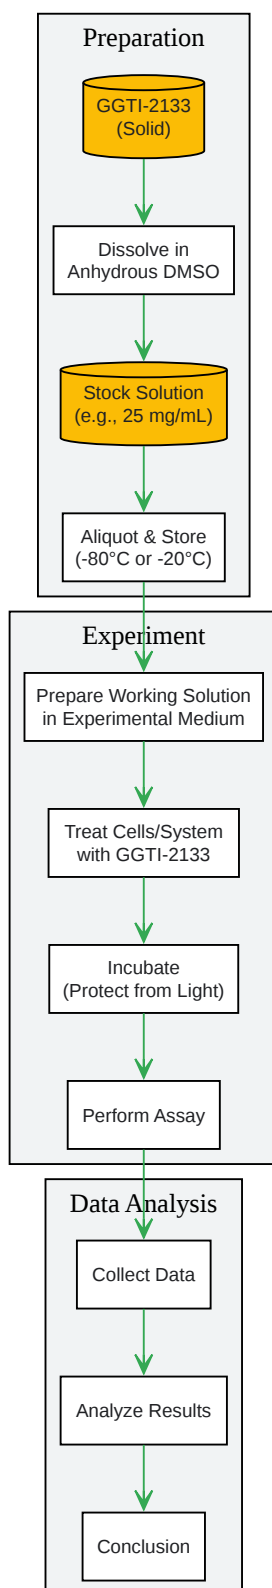 Preparation
GGTI-2133
(Solid)
Dissolve in
Anhydrous DMSO
Stock Solution
(e.g., 25 mg/mL)
Aliquot & Store
(-80°C or -20°C)
Experiment
Prepare Working Solution
in Experimental Medium
Treat Cells/System
with GGTI-2133
Incubate
(Protect from Light)
Perform Assay
Data Analysis
Collect Data
Analyze Results
Conclusion